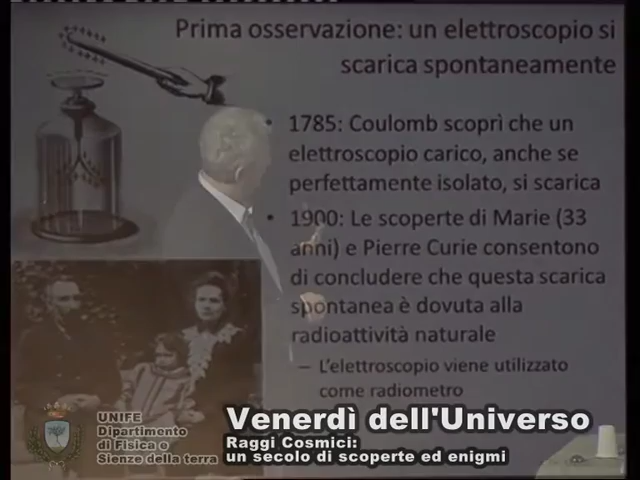 Prima osservazione: un elettroscopio si
scarica spontaneamente
• 1785: Coulomb scoprì che un
elettroscopio carico, anche se
perfettamente isolato, si scarica
• 1900: Le scoperte di Marie (33
anni) e Pierre Curie consentono
di concludere che questa scarica
spontanea è dovuta alla
radioattività naturale
– L'elettroscopio viene utilizzato
come radiometro
UNIFE
Dipartimento
di Fisica e
Sienze della terra
Venerdì dell'Universo
Raggi Cosmici:
un secolo di scoperte ed enigmi